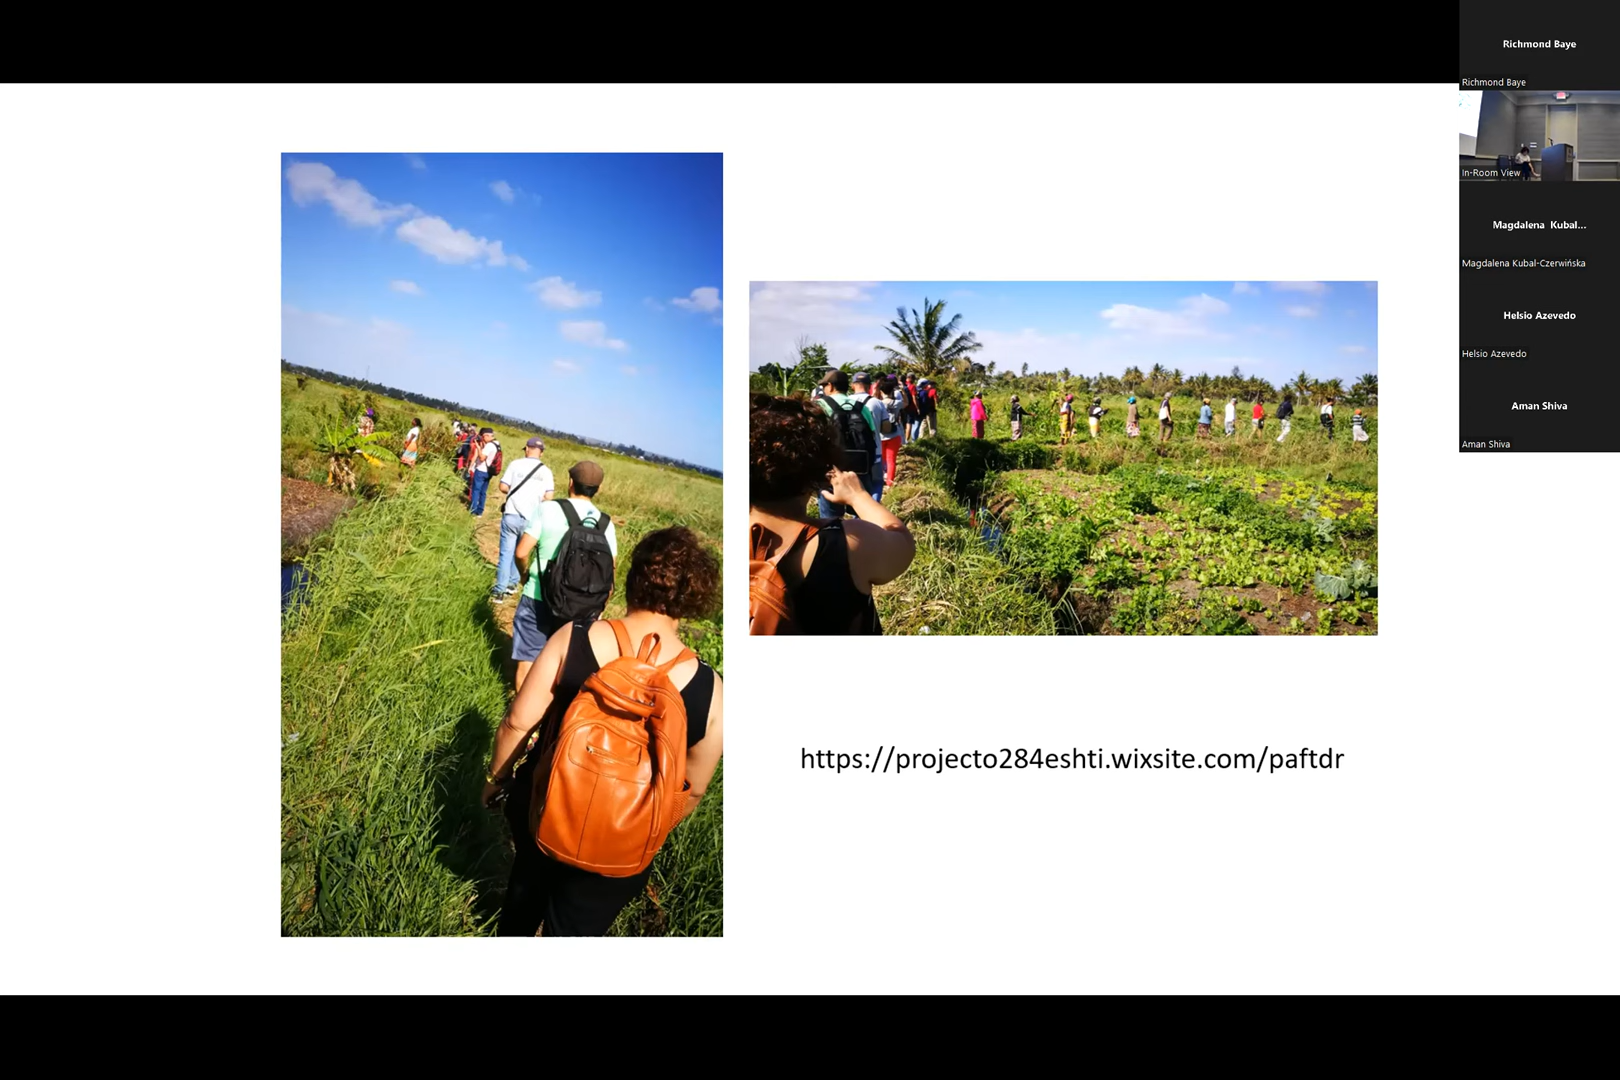 https://projecto284eshti.wixsite.com/paftdr
Richmond Baye
Richmond Baye
In-Room View
Magdalena Kubal...
Magdalena Kubal-Czerwińska
Helsio Azevedo
Helsio Azevedo
Aman Shiva
Aman Shiva